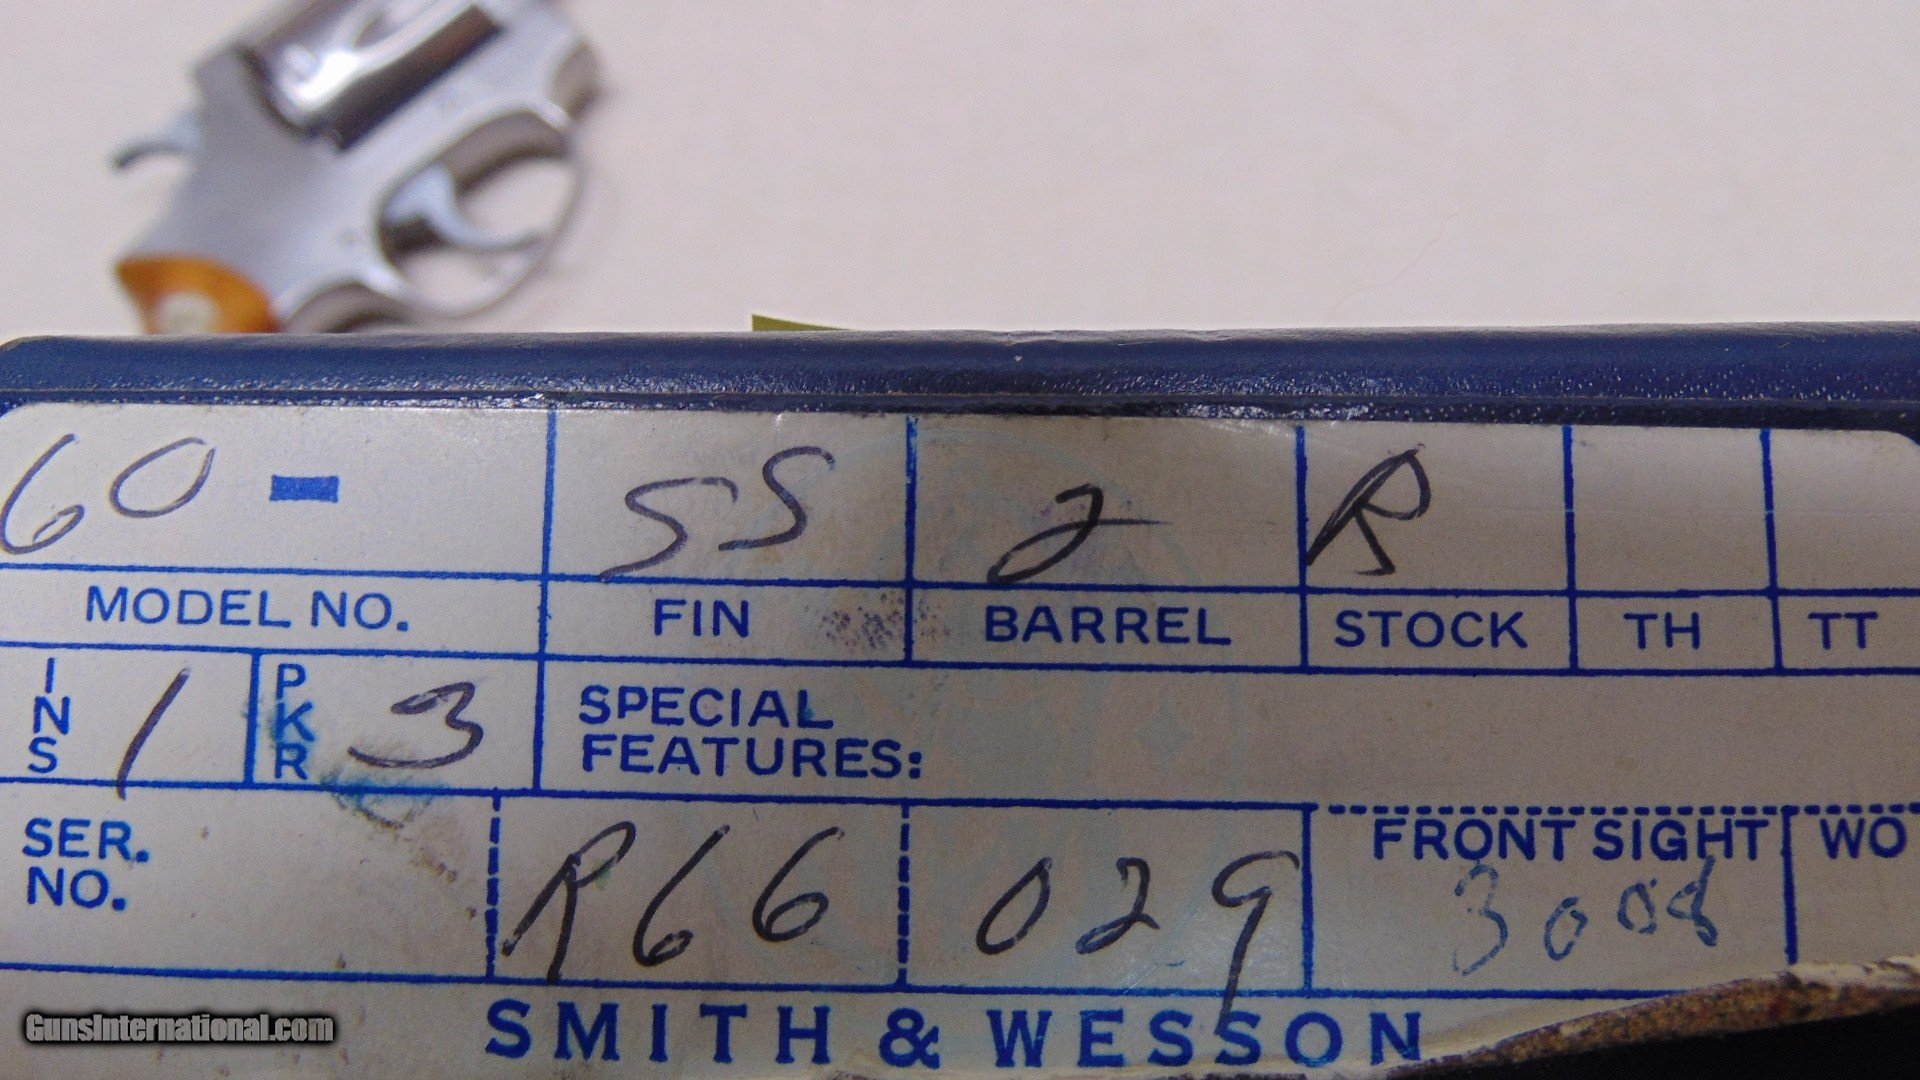 60 - SS 2 R
MODEL NO. FIN BARREL STOCK TH TT
INS 1 PKR 3 SPECIAL FEATURES:
SER. NO. R66 029 FRONT SIGHT WO
3008
SMITH & WESSON
GunsInternational.com